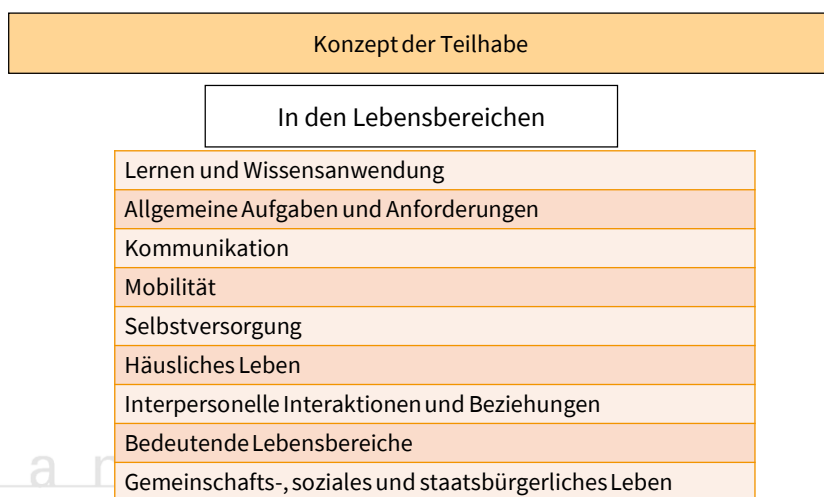 Konzept der Teilhabe
In den Lebensbereichen
Lernen und Wissensanwendung
Allgemeine Aufgaben und Anforderungen
Kommunikation
Mobilität
Selbstversorgung
Häusliches Leben
Interpersonelle Interaktionen und Beziehungen
Bedeutende Lebensbereiche
Gemeinschafts-, soziales und staatsbürgerliches Leben